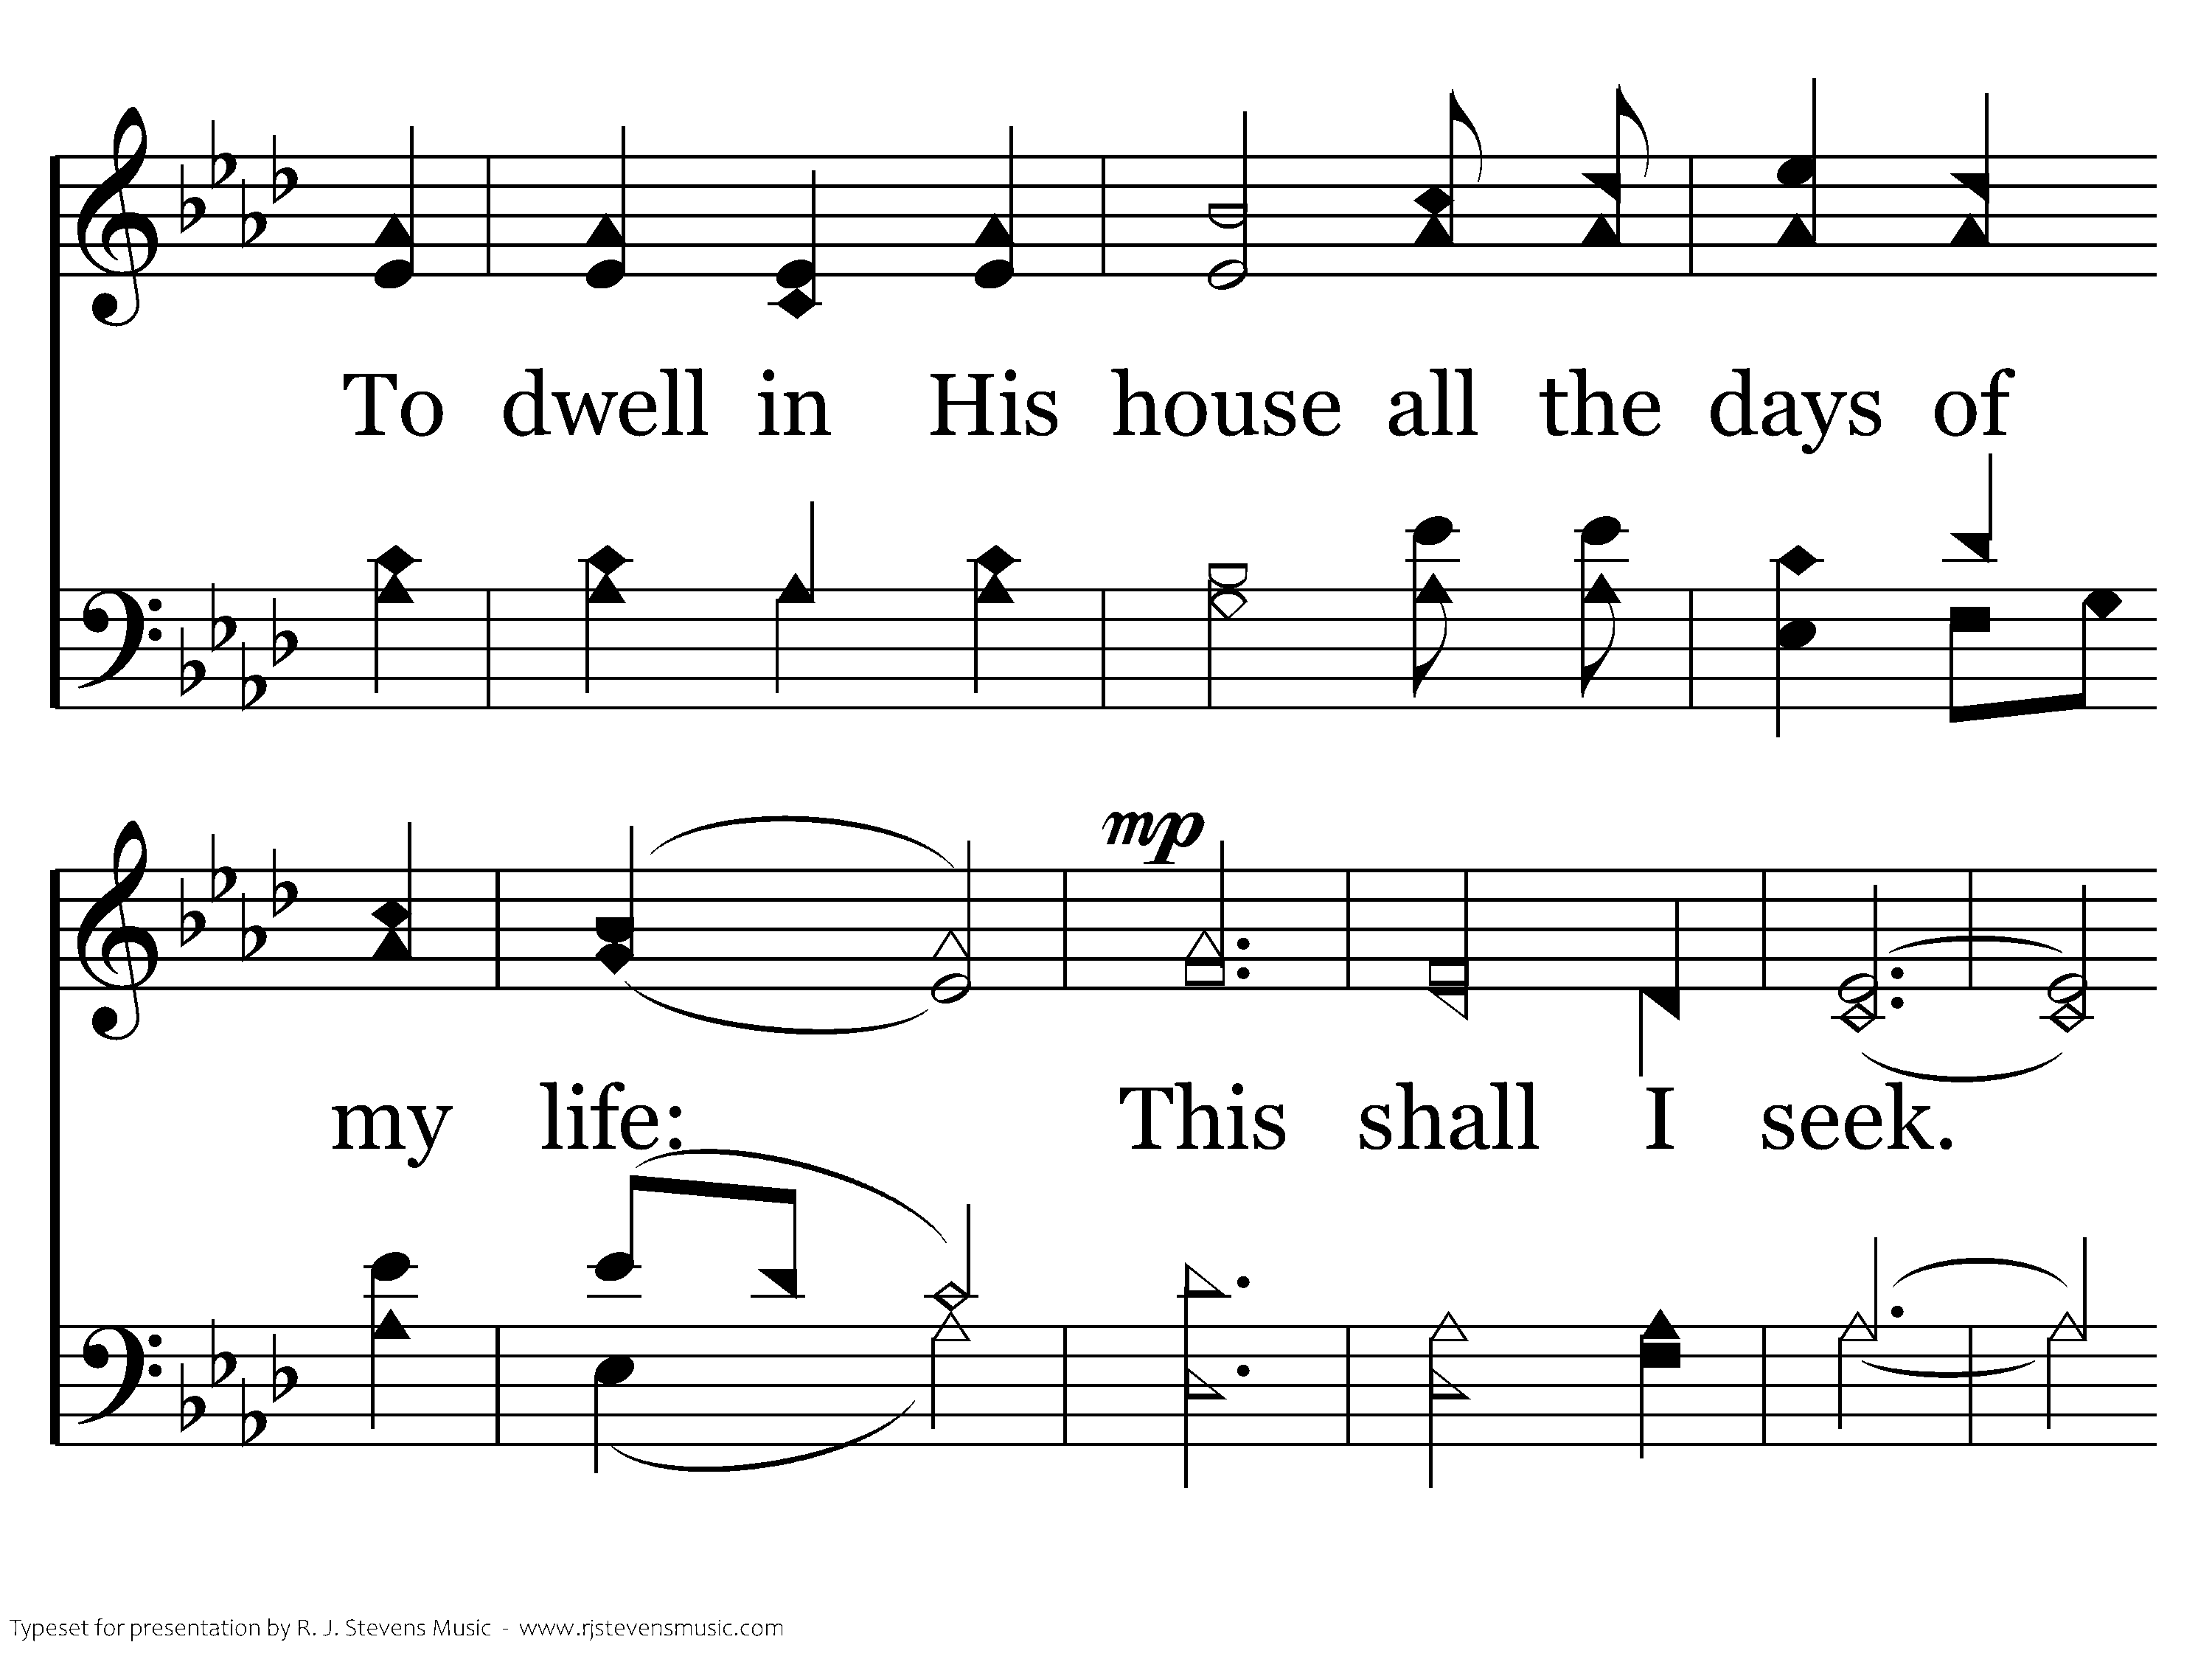 To dwell in His house all the days of
mp
my life: This shall I seek.
Typeset for presentation by R. J. Stevens Music - www.rjstevensmusic.com